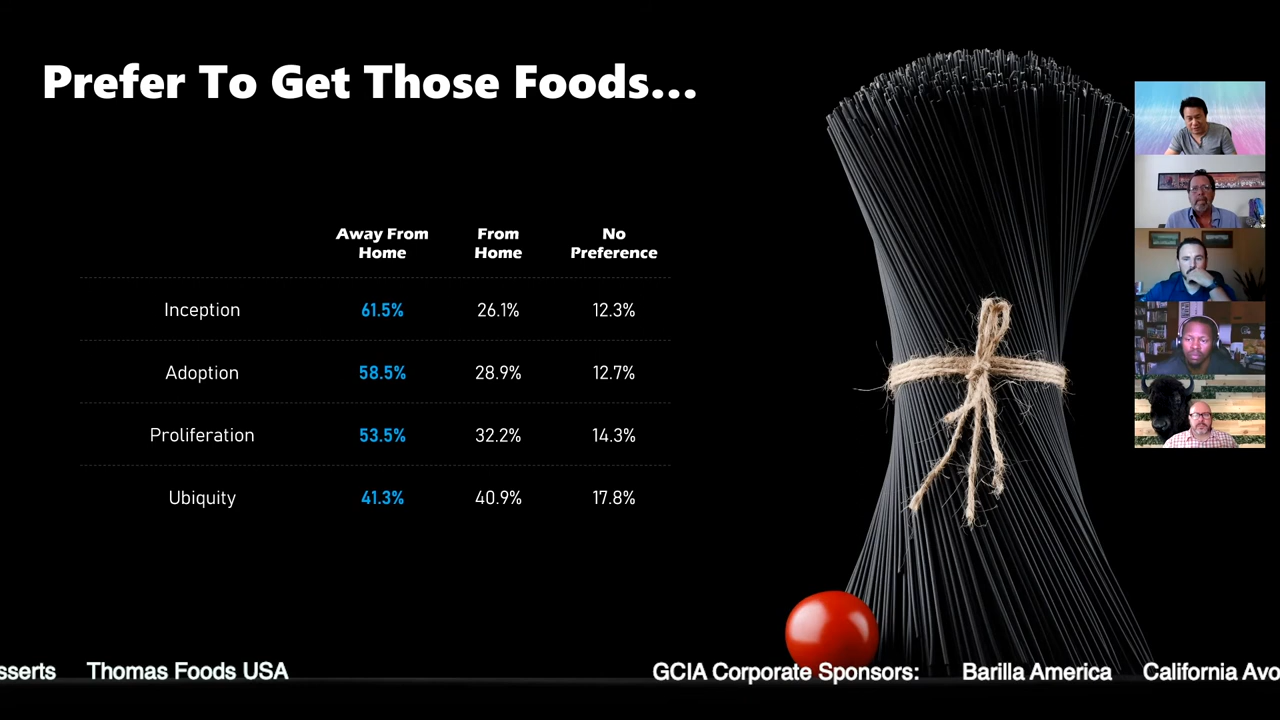 Prefer To Get Those Foods...
Away From Home
From Home
No Preference
Inception 61.5% 26.1% 12.3%
Adoption 58.5% 28.9% 12.7%
Proliferation 53.5% 32.2% 14.3%
Ubiquity 41.3% 40.9% 17.8%
sserts Thomas Foods USA GCIA Corporate Sponsors: Barilla America California Avo